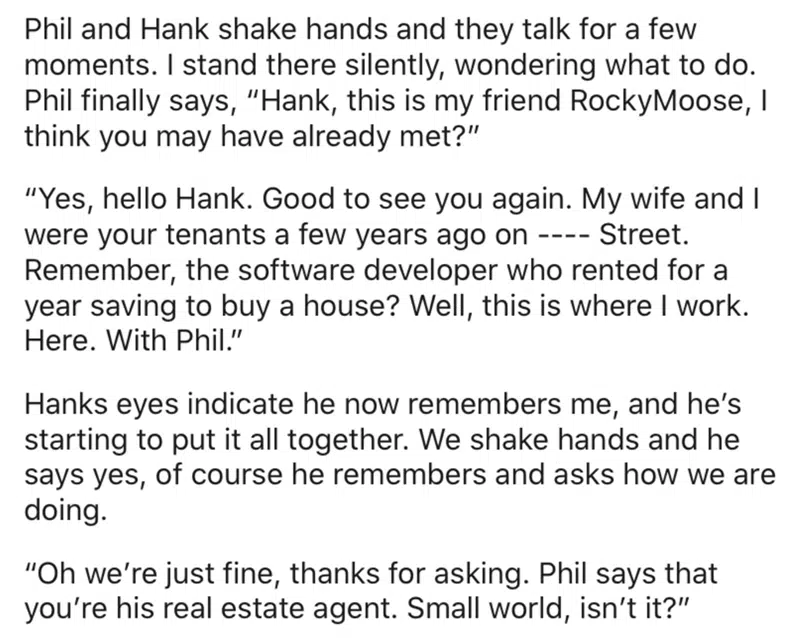 Phil and Hank shake hands and they talk for a few
moments. I stand there silently, wondering what to do.
Phil finally says, “Hank, this is my friend RockyMoose, I
think you may have already met?”
“Yes, hello Hank. Good to see you again. My wife and I
were your tenants a few years ago on ---- Street.
Remember, the software developer who rented for a
year saving to buy a house? Well, this is where I work.
Here. With Phil.”
Hanks eyes indicate he now remembers me, and he’s
starting to put it all together. We shake hands and he
says yes, of course he remembers and asks how we are
doing.
“Oh we’re just fine, thanks for asking. Phil says that
you’re his real estate agent. Small world, isn’t it?”